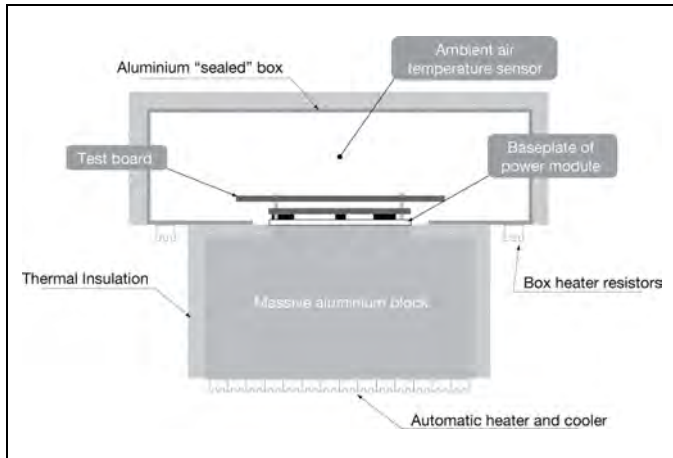 Ambient air
temperature sensor
Aluminium “sealed” box
Test board
Baseplate of
power module
Thermal Insulation
Box heater resistors
Massive aluminium block
Automatic heater and cooler